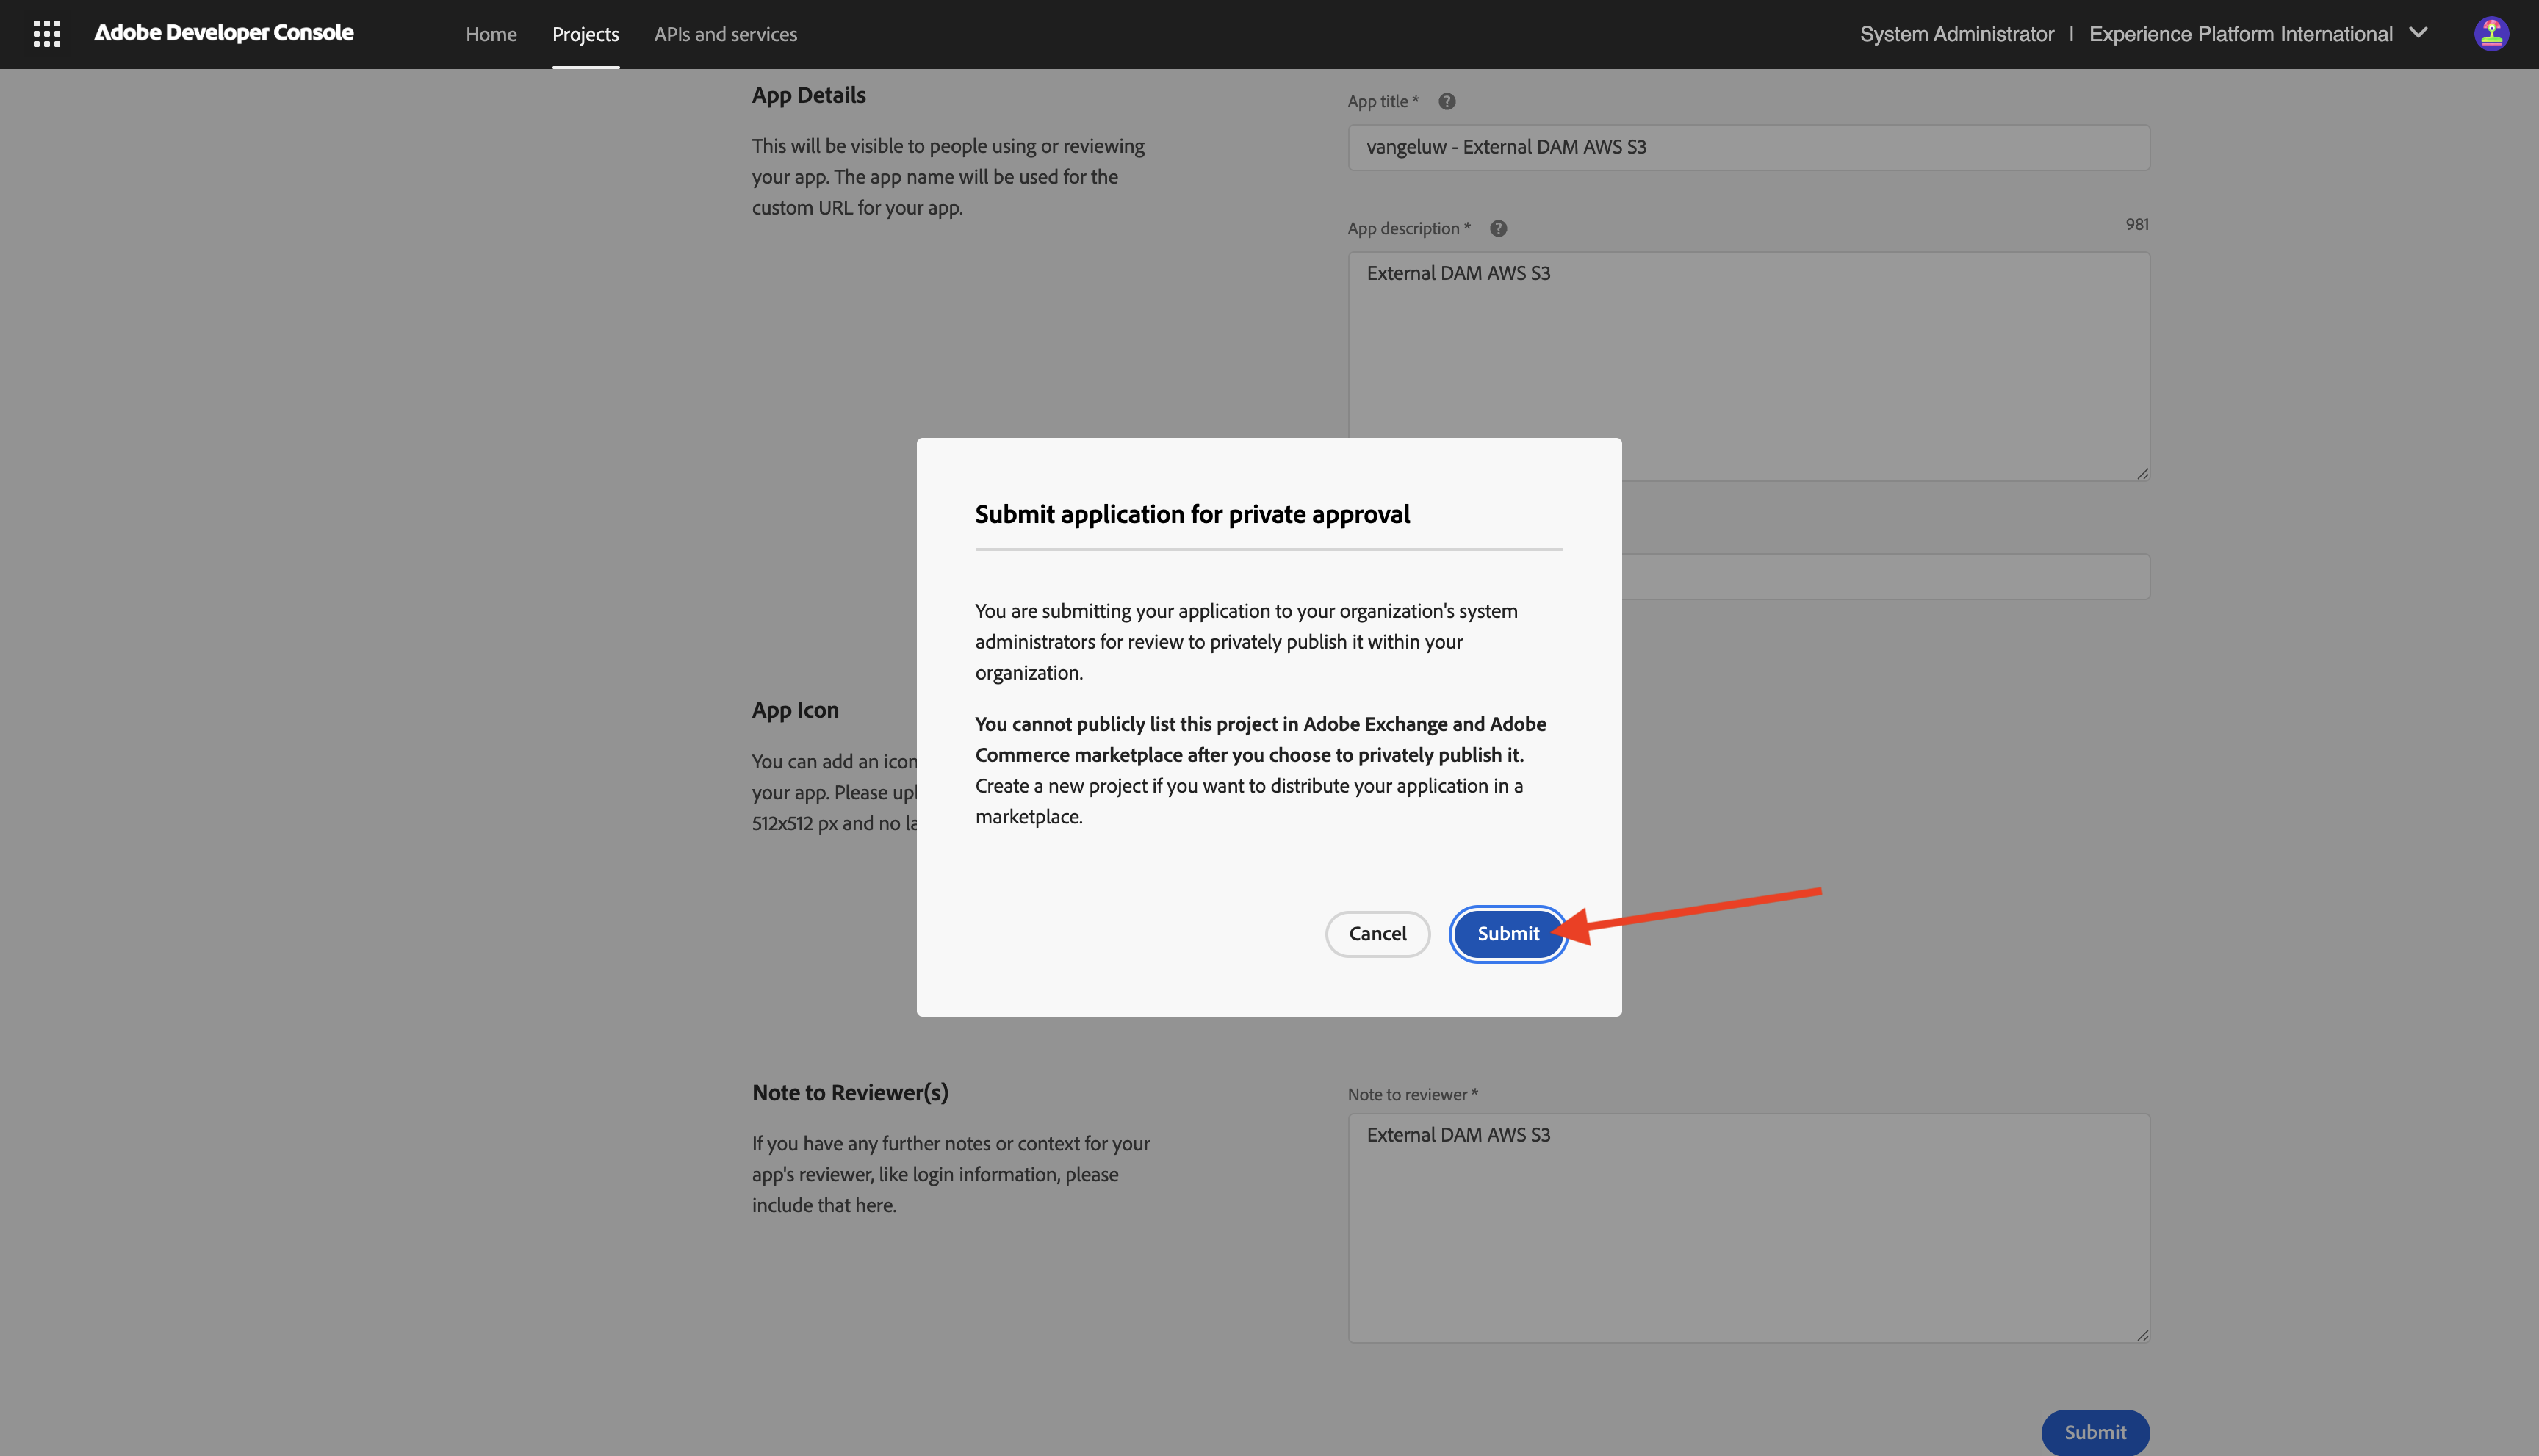 Adobe Developer Console
Home
Projects
APIs and services
System Administrator | Experience Platform International
App Details
This will be visible to people using or reviewing
your app. The app name will be used for the
custom URL for your app.
App title *
vangeluw - External DAM AWS S3
App description *
981
External DAM AWS S3
Submit application for private approval
You are submitting your application to your organization's system
administrators for review to privately publish it within your
organization.
You cannot publicly list this project in Adobe Exchange and Adobe
Commerce marketplace after you choose to privately publish it.
Create a new project if you want to distribute your application in a
marketplace.
Cancel
Submit
App Icon
You can add an icon
your app. Please upl
512x512 px and no la
Note to Reviewer(s)
If you have any further notes or context for your
app's reviewer, like login information, please
include that here.
Note to reviewer *
External DAM AWS S3
Submit